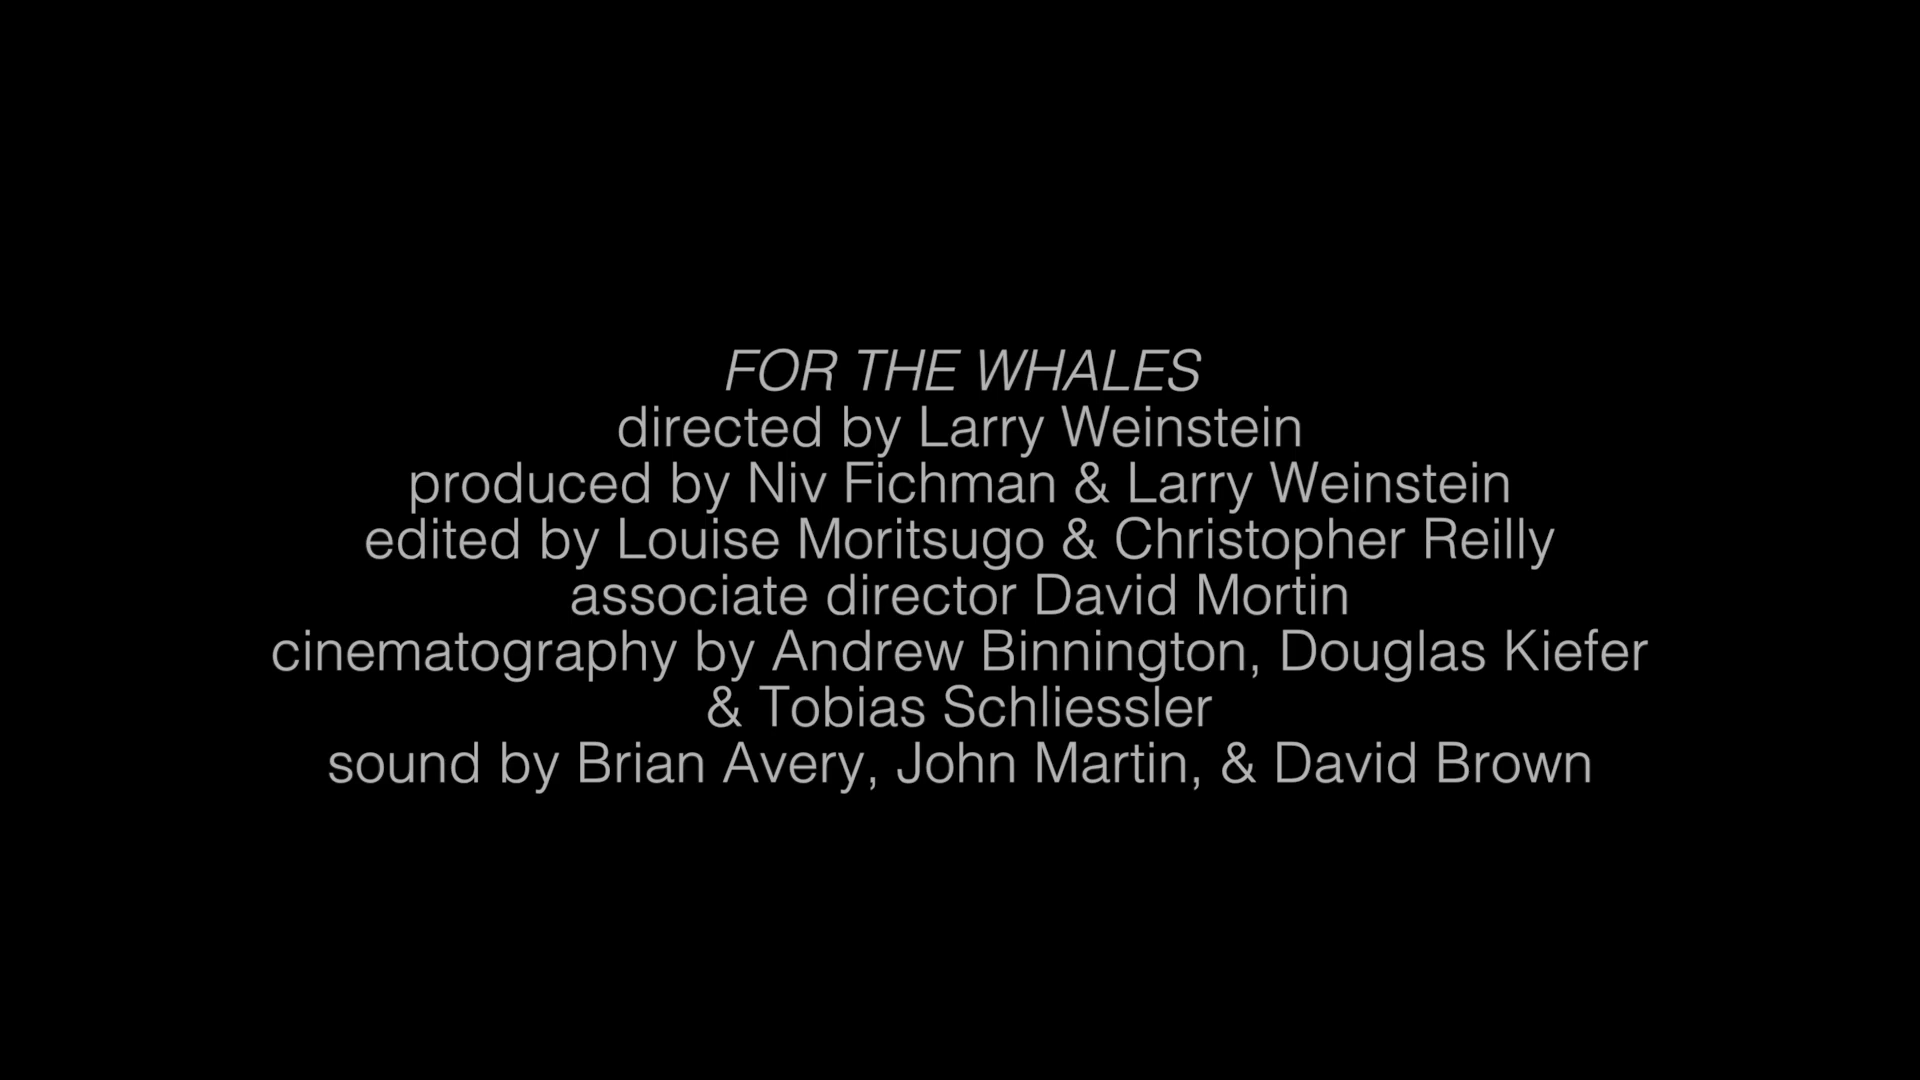 FOR THE WHALES
directed by Larry Weinstein
produced by Niv Fichman & Larry Weinstein
edited by Louise Moritsugo & Christopher Reilly
associate director David Mortin
cinematography by Andrew Binnington, Douglas Kiefer
& Tobias Schliessler
sound by Brian Avery, John Martin, & David Brown